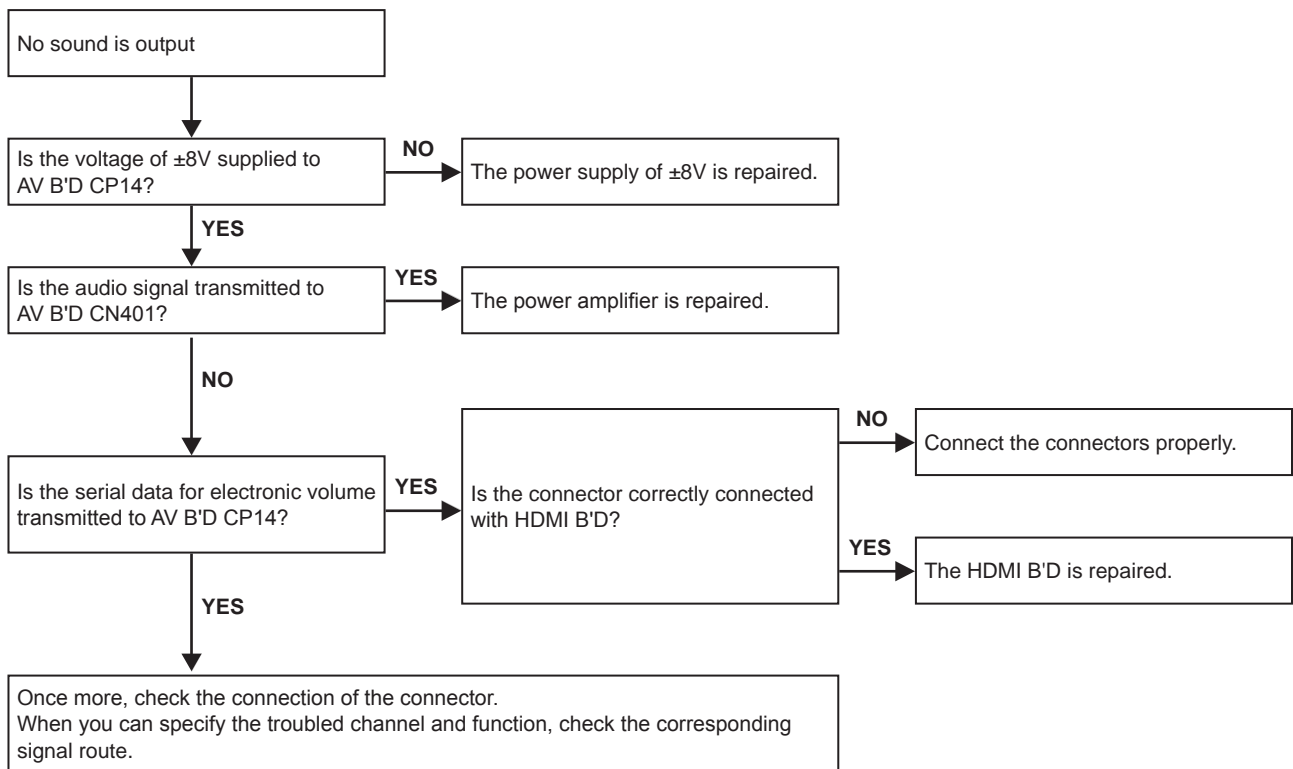 No sound is output
Is the voltage of ±8V supplied to
AV B'D CP14?
NO
The power supply of ±8V is repaired.
YES
Is the audio signal transmitted to
AV B'D CN401?
YES
The power amplifier is repaired.
NO
Is the serial data for electronic volume
transmitted to AV B'D CP14?
YES
Is the connector correctly connected
with HDMI B'D?
NO
Connect the connectors properly.
YES
The HDMI B'D is repaired.
YES
Once more, check the connection of the connector.
When you can specify the troubled channel and function, check the corresponding
signal route.